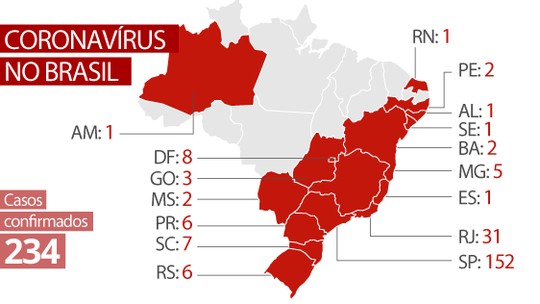 CORONAVÍRUS
NO BRASIL
RN: 1
PE: 2
AL: 1
SE: 1
BA: 2
MG: 5
ES: 1
RJ: 31
SP: 152
AM: 1
DF: 8
GO: 3
MS: 2
PR: 6
SC: 7
RS: 6
Casos
confirmados
234